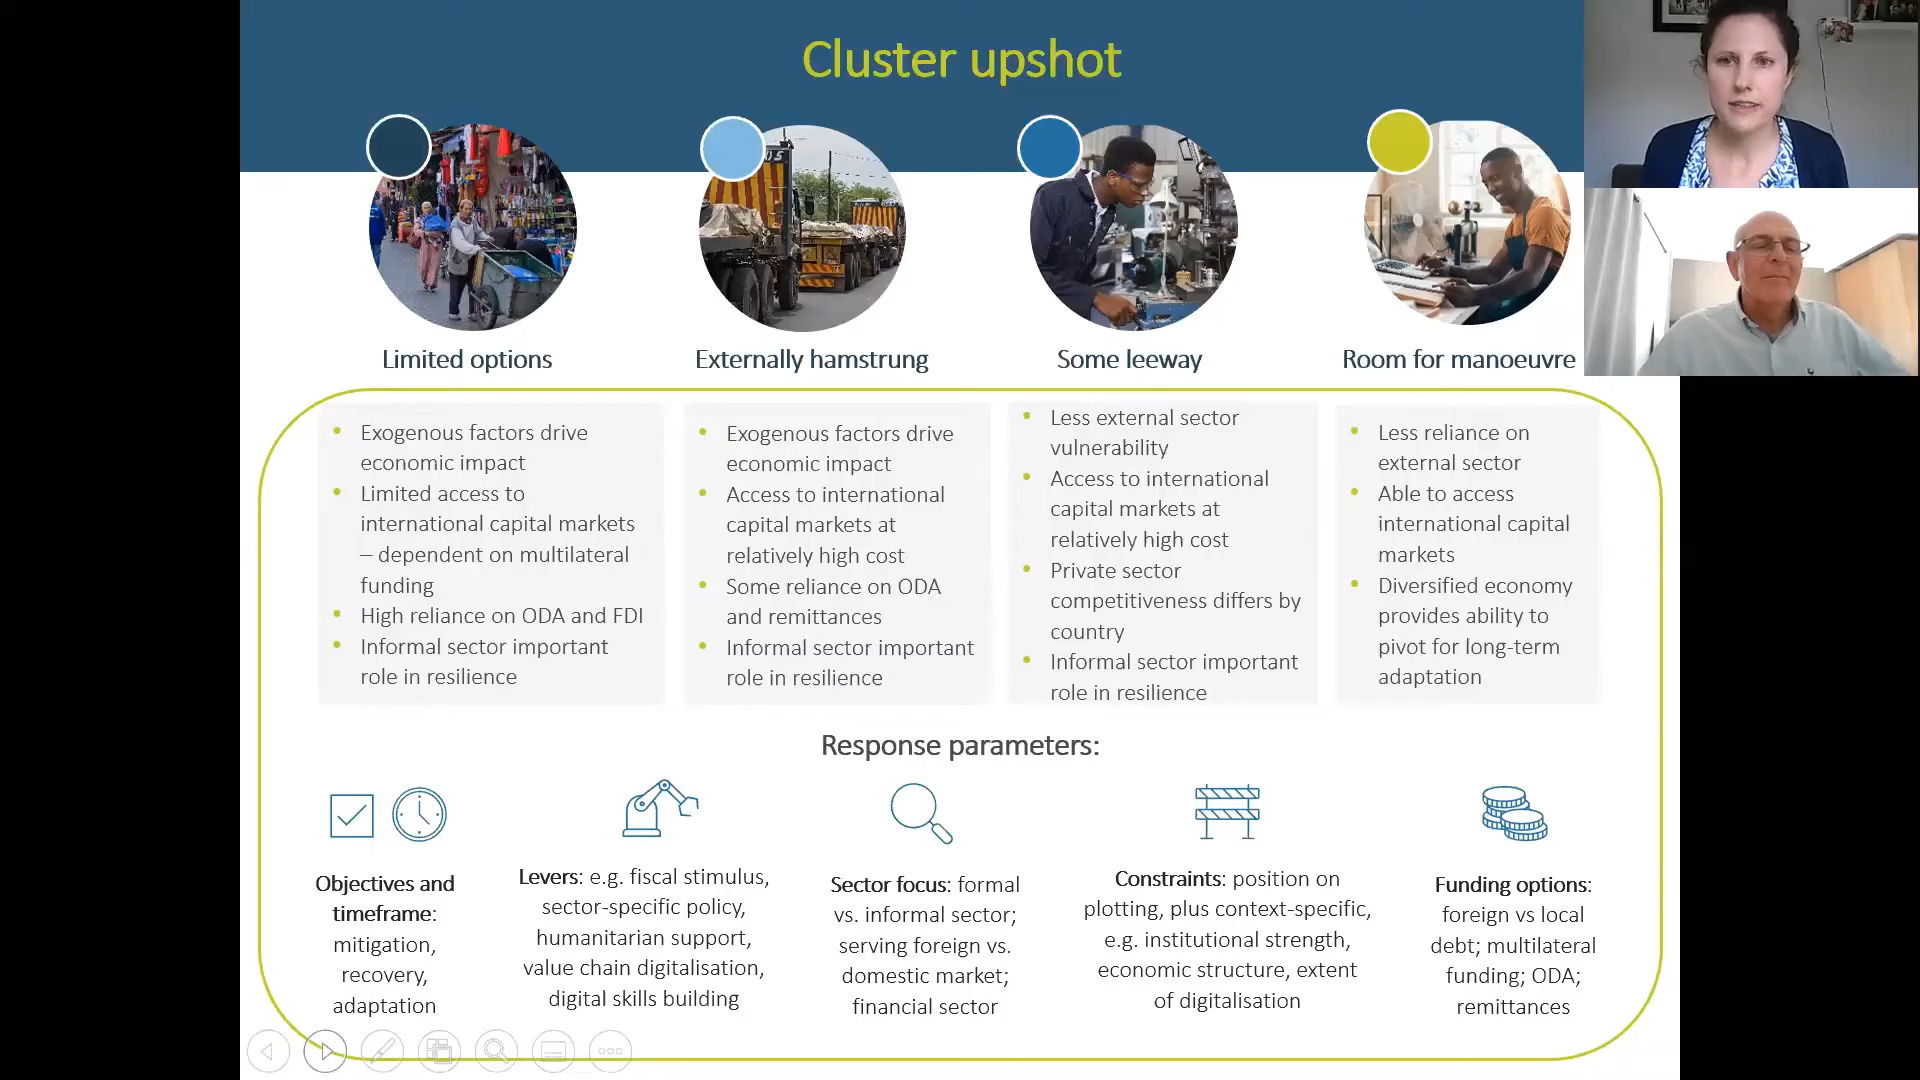 Cluster upshot
Limited options
Externally hamstrung
Some leeway
Room for manoeuvre
• Exogenous factors drive
economic impact
• Limited access to
international capital markets
– dependent on multilateral
funding
• High reliance on ODA and FDI
• Informal sector important
role in resilience
• Exogenous factors drive
economic impact
• Access to international
capital markets at
relatively high cost
• Some reliance on ODA
and remittances
• Informal sector important
role in resilience
• Less external sector
vulnerability
• Access to international
capital markets at
relatively high cost
• Private sector
competitiveness differs by
country
• Informal sector important
role in resilience
• Less reliance on
external sector
• Able to access
international capital
markets
• Diversified economy
provides ability to
pivot for long-term
adaptation
Response parameters:
Objectives and
timeframe:
mitigation,
recovery,
adaptation
Levers: e.g. fiscal stimulus,
sector-specific policy,
humanitarian support,
value chain digitalisation,
digital skills building
Sector focus: formal
vs. informal sector;
serving foreign vs.
domestic market;
financial sector
Constraints: position on
plotting, plus context-specific,
e.g. institutional strength,
economic structure, extent
of digitalisation
Funding options:
foreign vs local
debt; multilateral
funding; ODA;
remittances